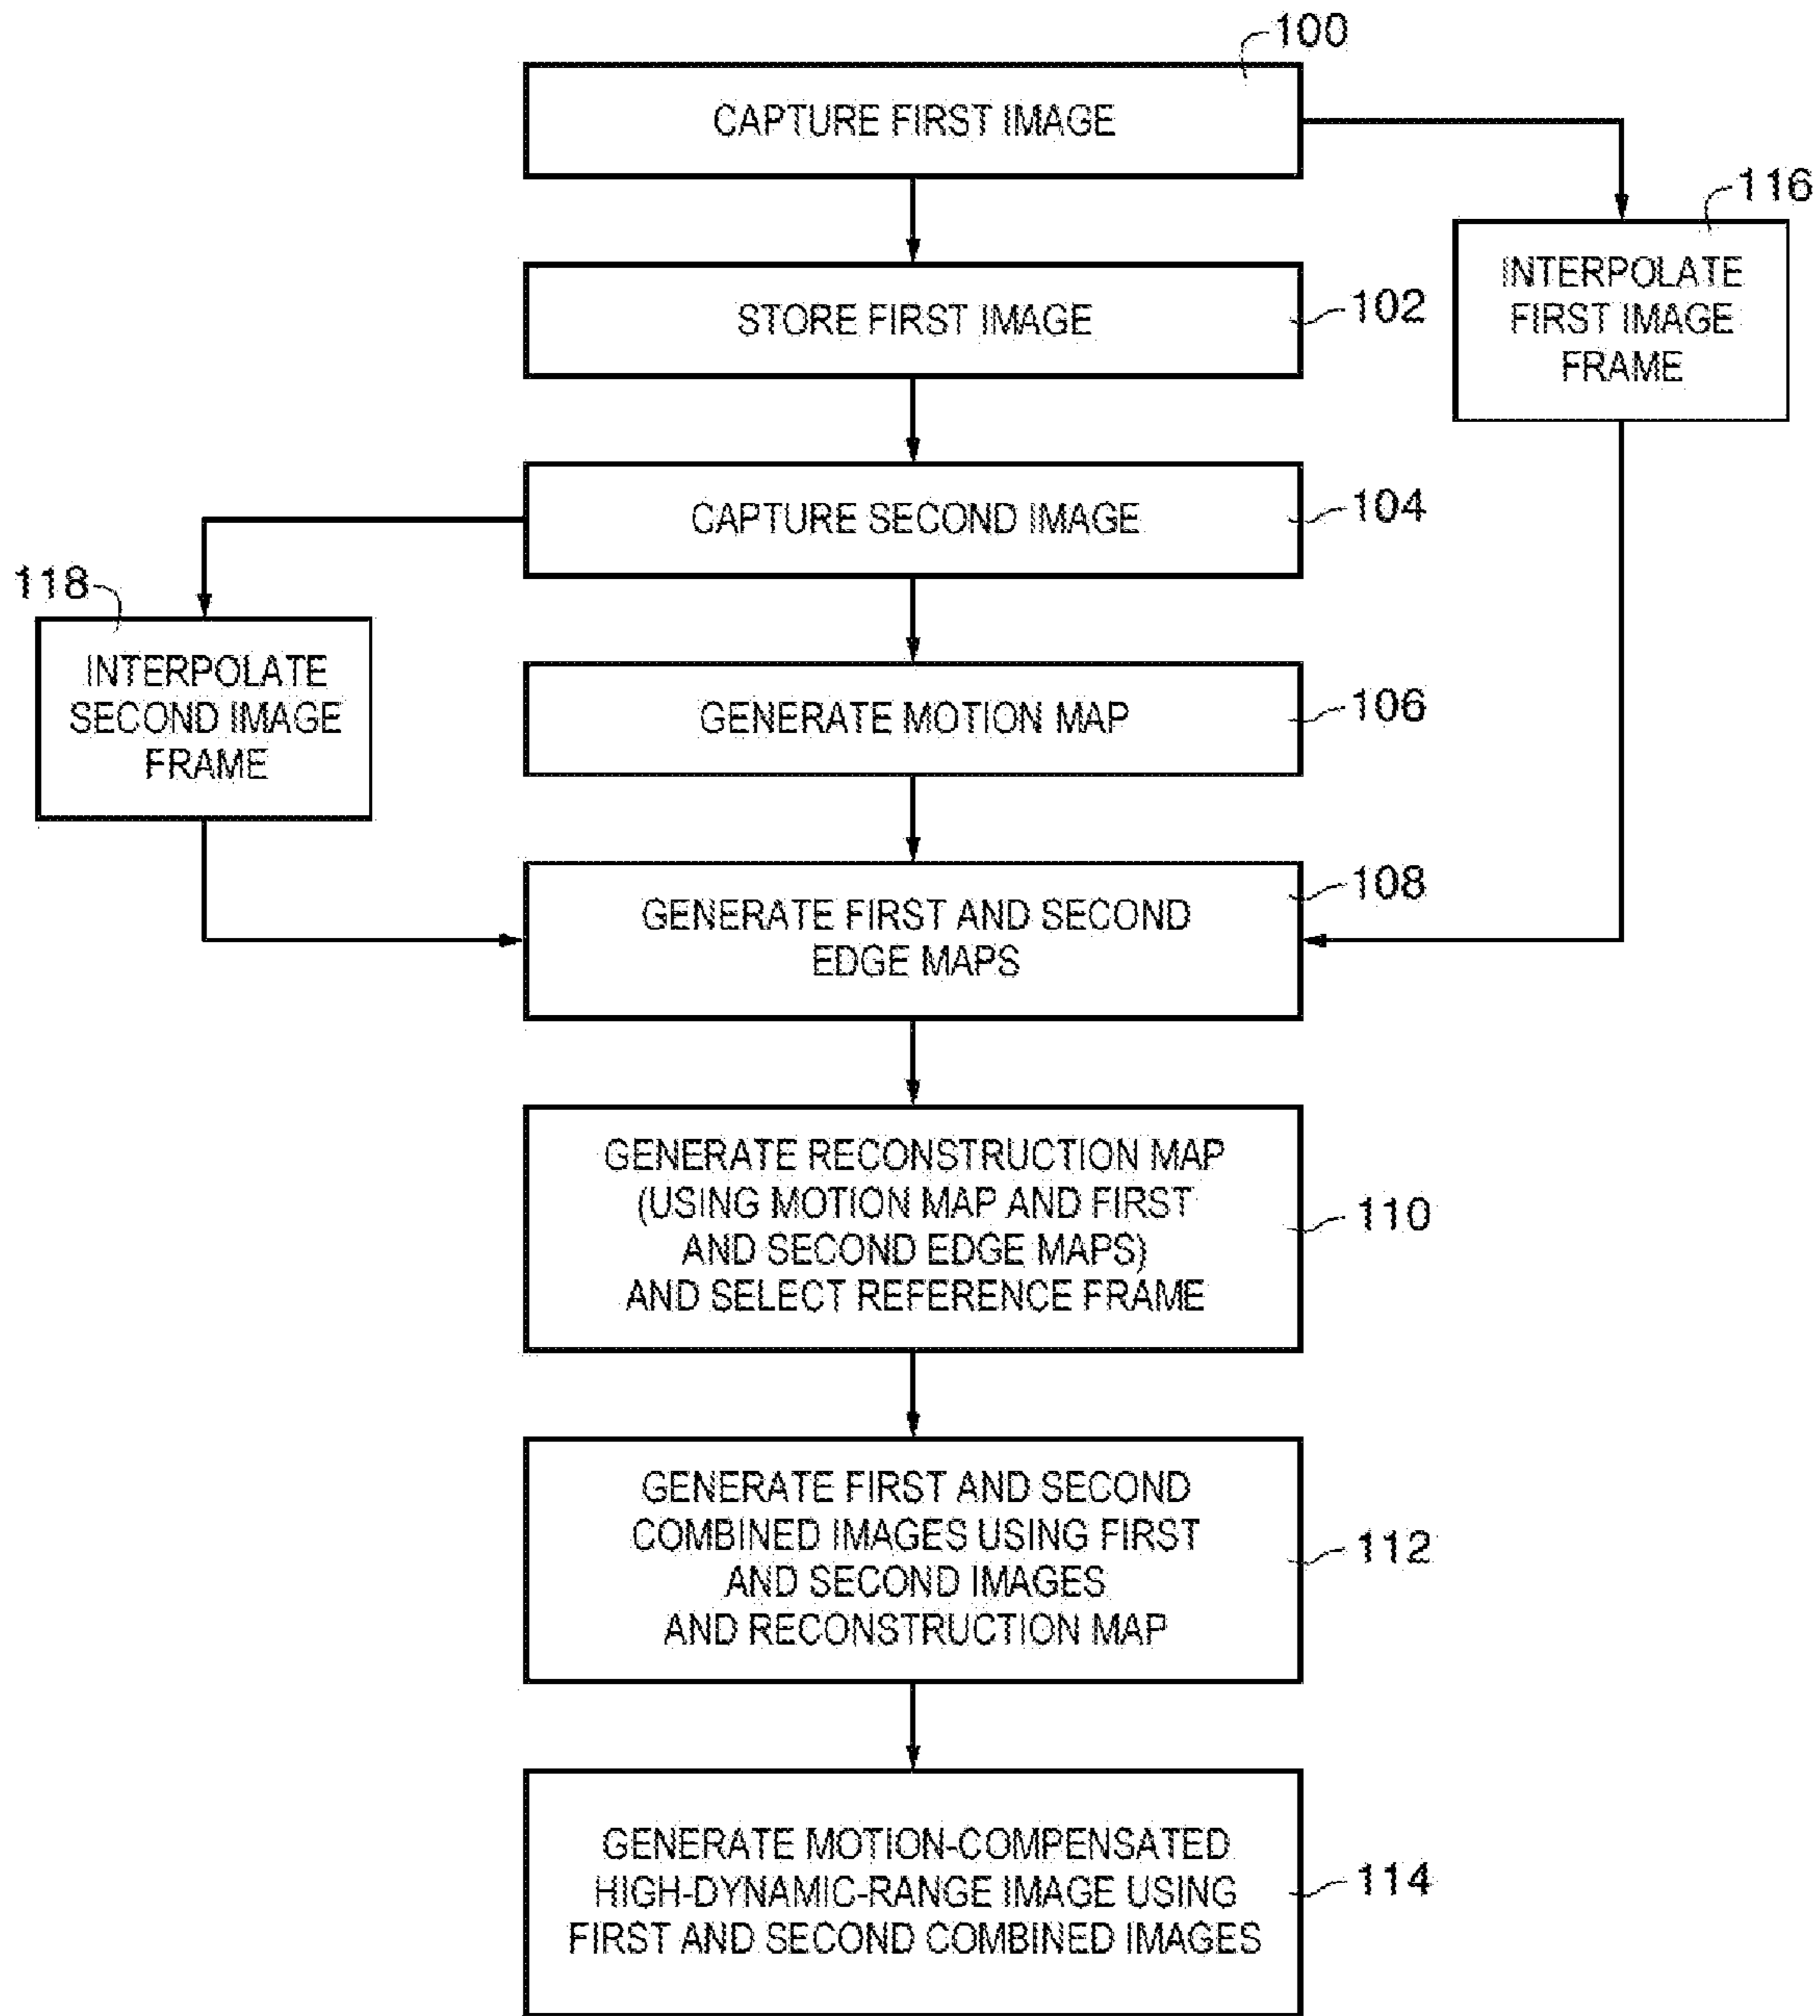 100
CAPTURE FIRST IMAGE
116
INTERPOLATE
FIRST IMAGE
FRAME
STORE FIRST IMAGE
102
CAPTURE SECOND IMAGE
104
118
INTERPOLATE
SECOND IMAGE
FRAME
GENERATE MOTION MAP
106
GENERATE FIRST AND SECOND
EDGE MAPS
108
GENERATE RECONSTRUCTION MAP
(USING MOTION MAP AND FIRST
AND SECOND EDGE MAPS)
AND SELECT REFERENCE FRAME
110
GENERATE FIRST AND SECOND
COMBINED IMAGES USING FIRST
AND SECOND IMAGES
AND RECONSTRUCTION MAP
112
GENERATE MOTION-COMPENSATED
HIGH-DYNAMIC-RANGE IMAGE USING
FIRST AND SECOND COMBINED IMAGES
114